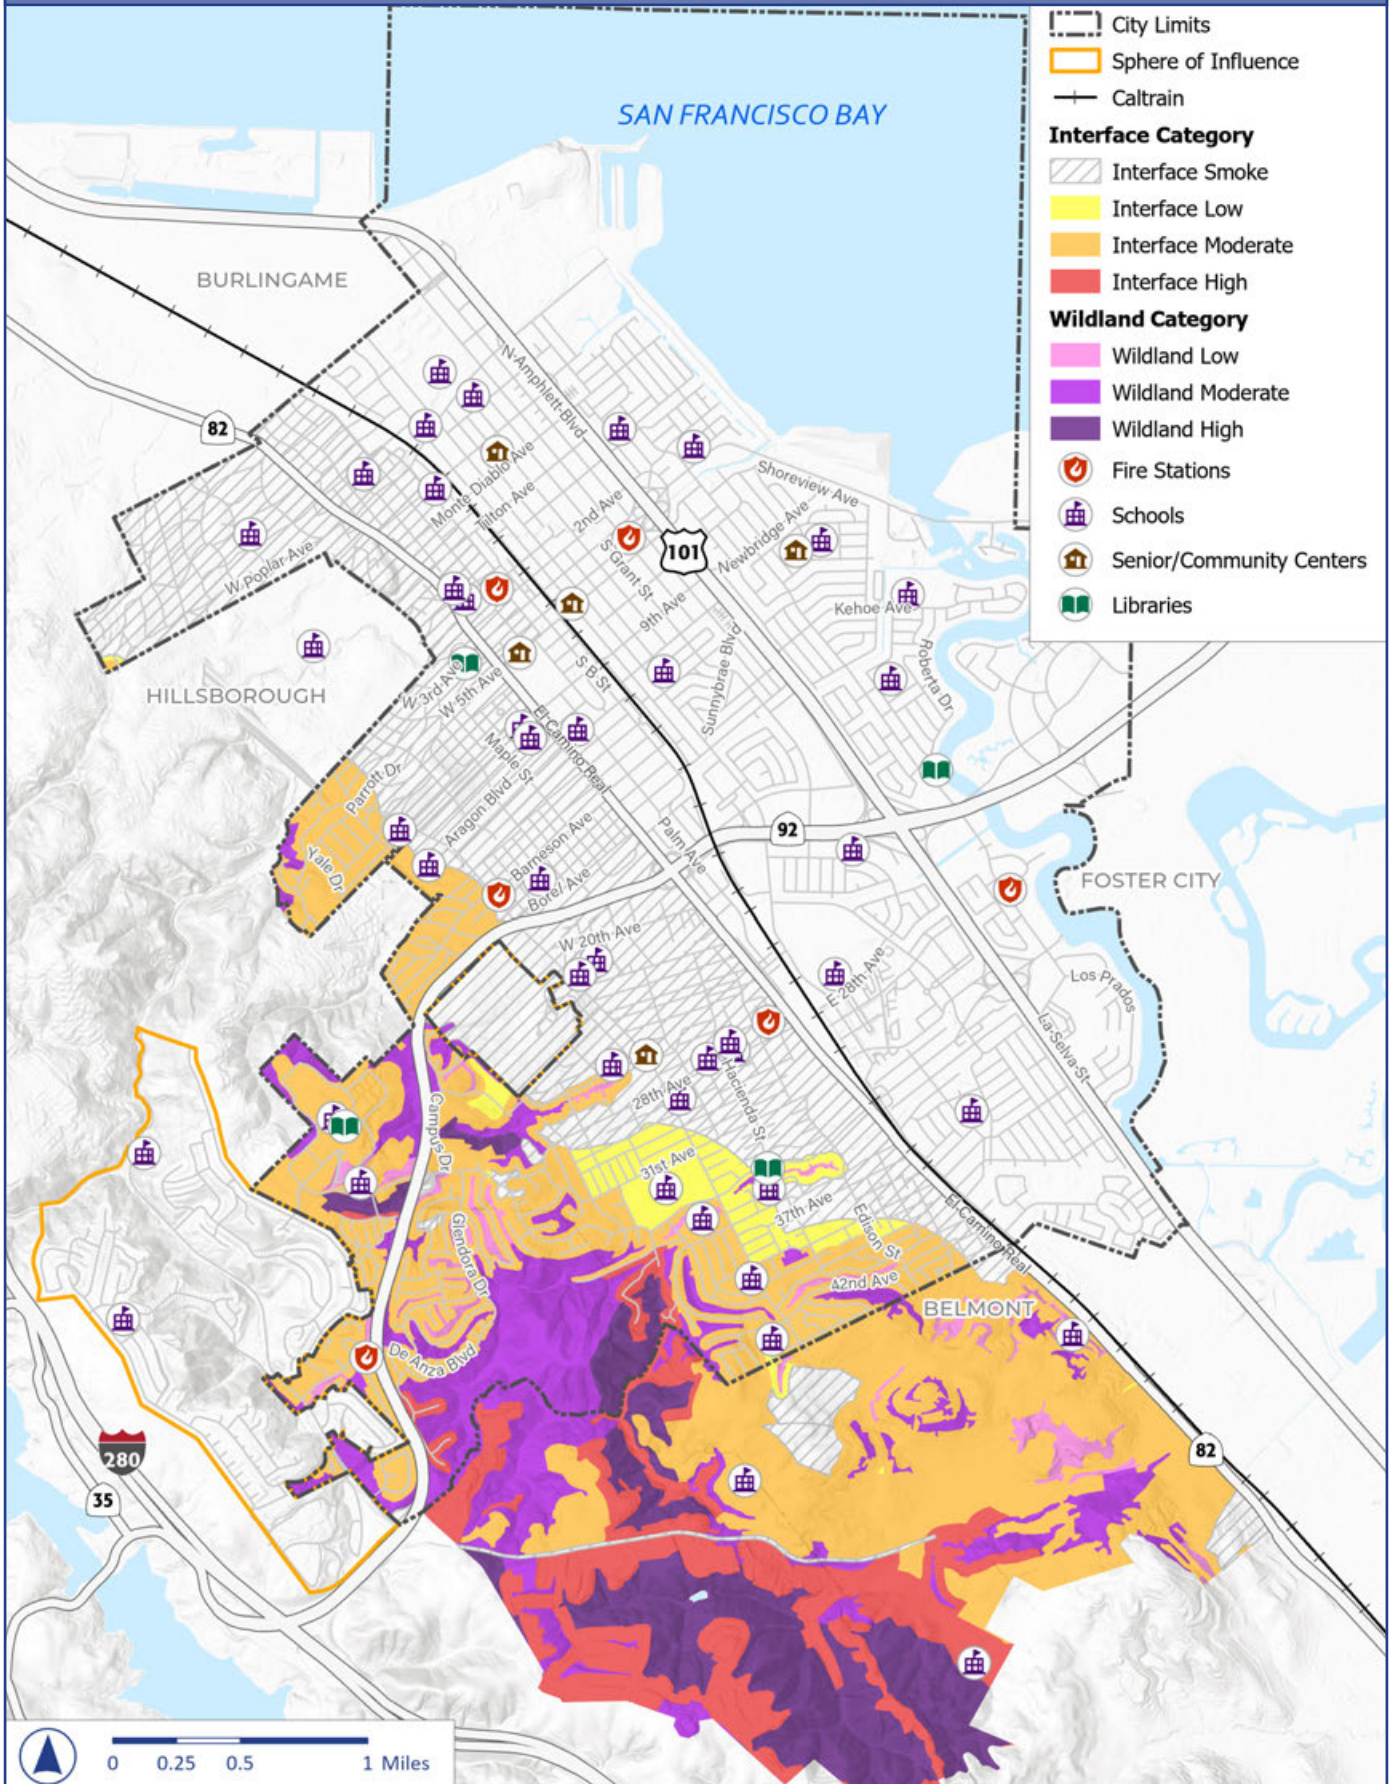 City Limits
Sphere of Influence
Caltrain
Interface Category
Interface Smoke
Interface Low
Interface Moderate
Interface High
Wildland Category
Wildland Low
Wildland Moderate
Wildland High
Fire Stations
Schools
Senior/Community Centers
Libraries
SAN FRANCISCO BAY
BURLINGAME
N Amphlett Blvd
82
Monte Diablo Ave
Tilton Ave
2nd Ave
Shoreview Ave
Newbridge Ave
101
W Poplar Ave
S Grant St
9th Ave
Kehoe Ave
Sunnybrae Blvd
Roberta Dr
HILLSBOROUGH
W 3rd Ave
W 5th Ave
S B St
El Camino Real
Maple St
Parrott Dr
Aragon Blvd
Barneson Ave
Borel Ave
Palm Ave
92
Yale Dr
FOSTER CITY
W 20th Ave
E 28th Ave
Los Prados
La Selva St
28th Ave
Hacienda St
Campus Dr
31st Ave
37th Ave
Edison St
El Camino Real
Glendora Dr
42nd Ave
BELMONT
De Anza Blvd
280
35
82
0 0.25 0.5 1 Miles